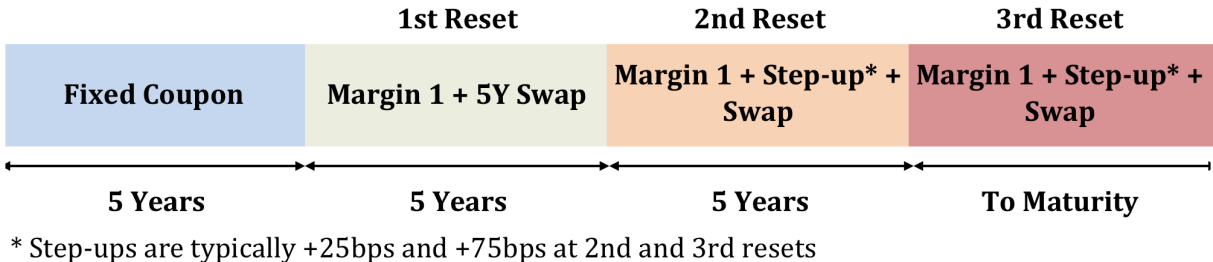 1st Reset
2nd Reset
3rd Reset
Fixed Coupon
Margin 1 + 5Y Swap
Margin 1 + Step-up* +
Swap
Margin 1 + Step-up* +
Swap
5 Years
5 Years
5 Years
To Maturity
* Step-ups are typically +25bps and +75bps at 2nd and 3rd resets